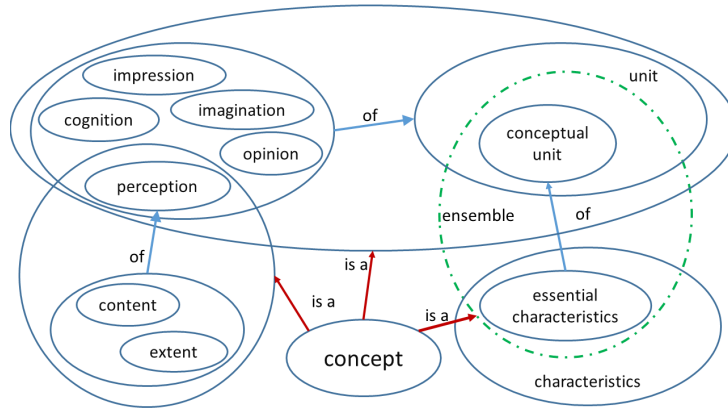 impression
unit
imagination
cognition
of
conceptual
unit
opinion
perception
ensemble
of
of
is a
is a
content
is a
essential
characteristics
extent
concept
characteristics